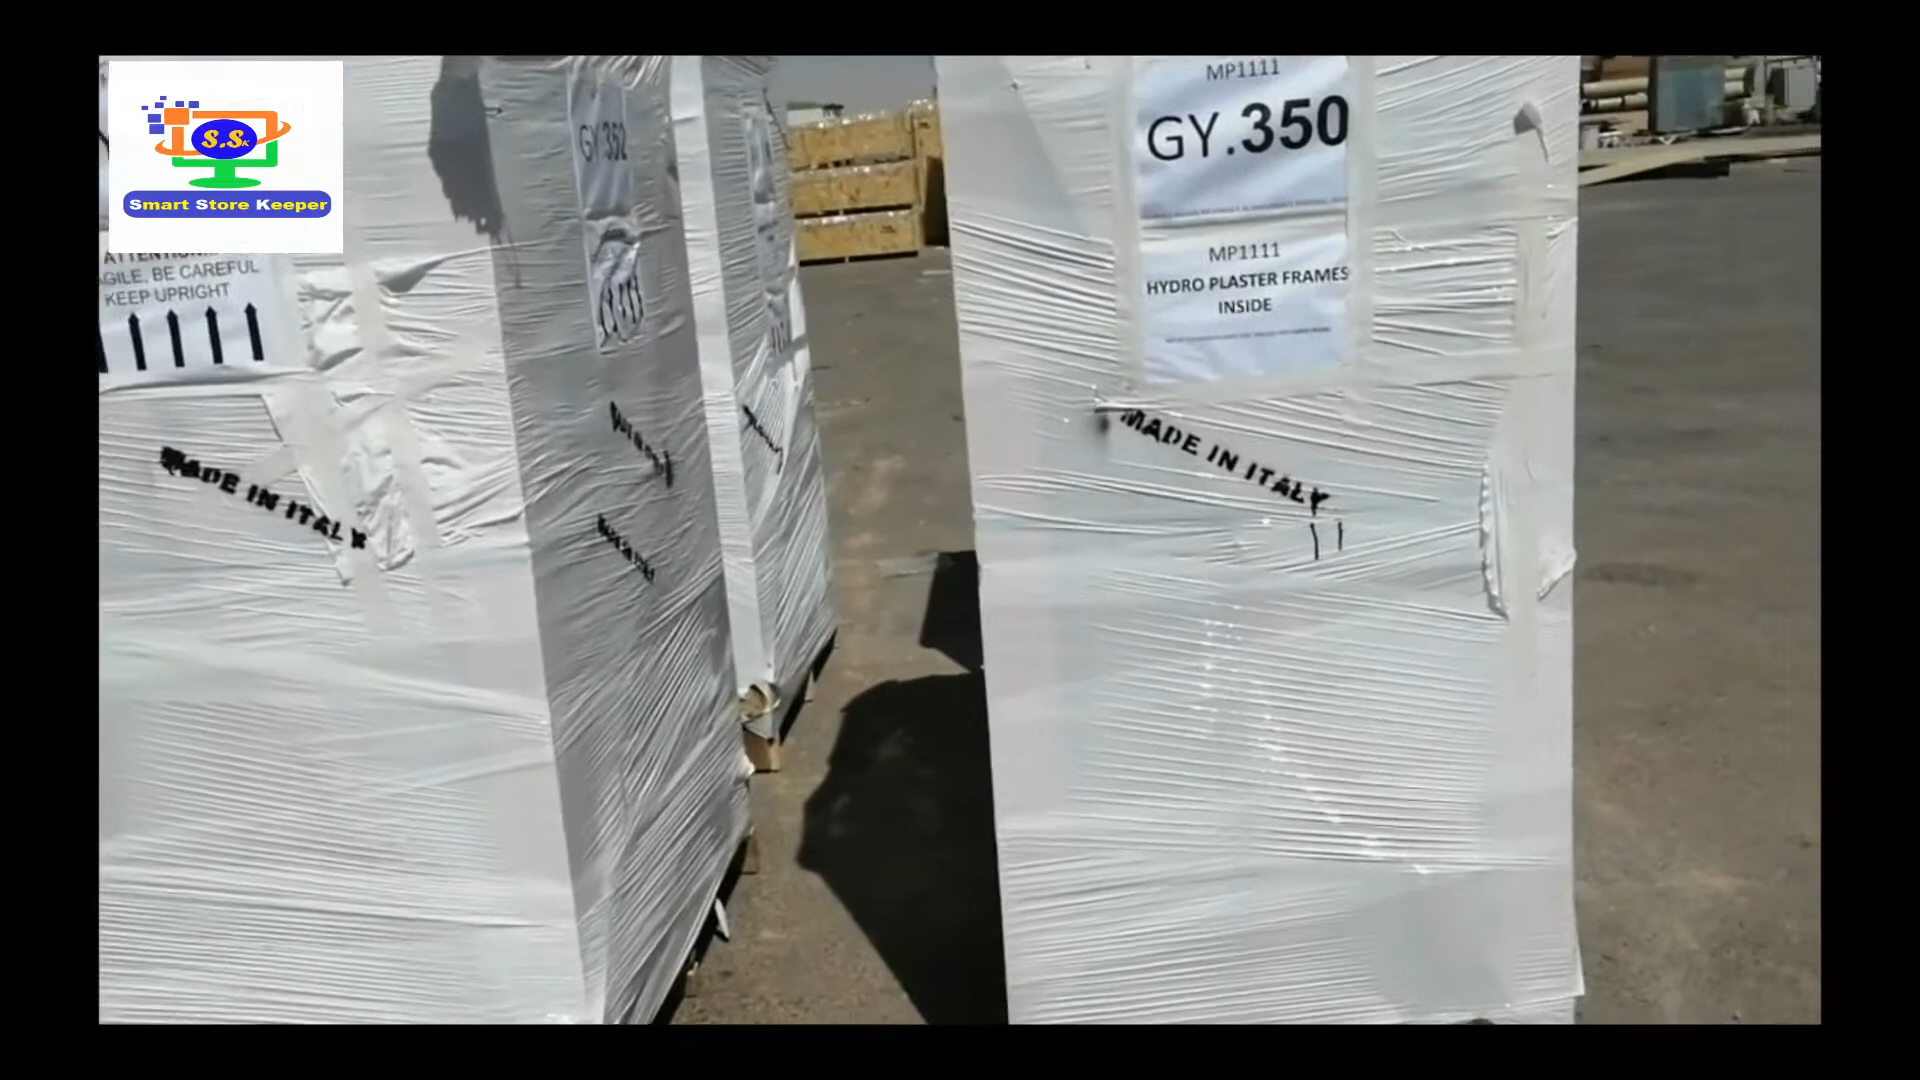 S.SK
Smart Store Keeper
AGILE, BE CAREFUL
KEEP UPRIGHT
MADE IN ITALY
GY.352
MP1111
GY.350
MP1111
HYDRO PLASTER FRAMES
INSIDE
MADE IN ITALY